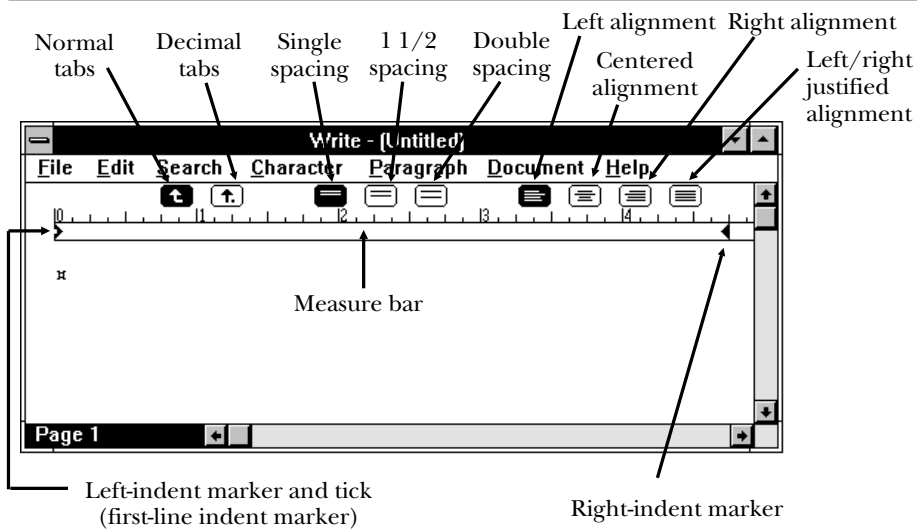 Normal
tabs
Decimal
tabs
Single
spacing
1 1/2
spacing
Double
spacing
Left alignment
Centered
alignment
Right alignment
Left/right
justified
alignment
Write - (Untitled)
File Edit Search Character Paragraph Document Help
0 1 2 3 4
Measure bar
Page 1
Left-indent marker and tick
(first-line indent marker)
Right-indent marker